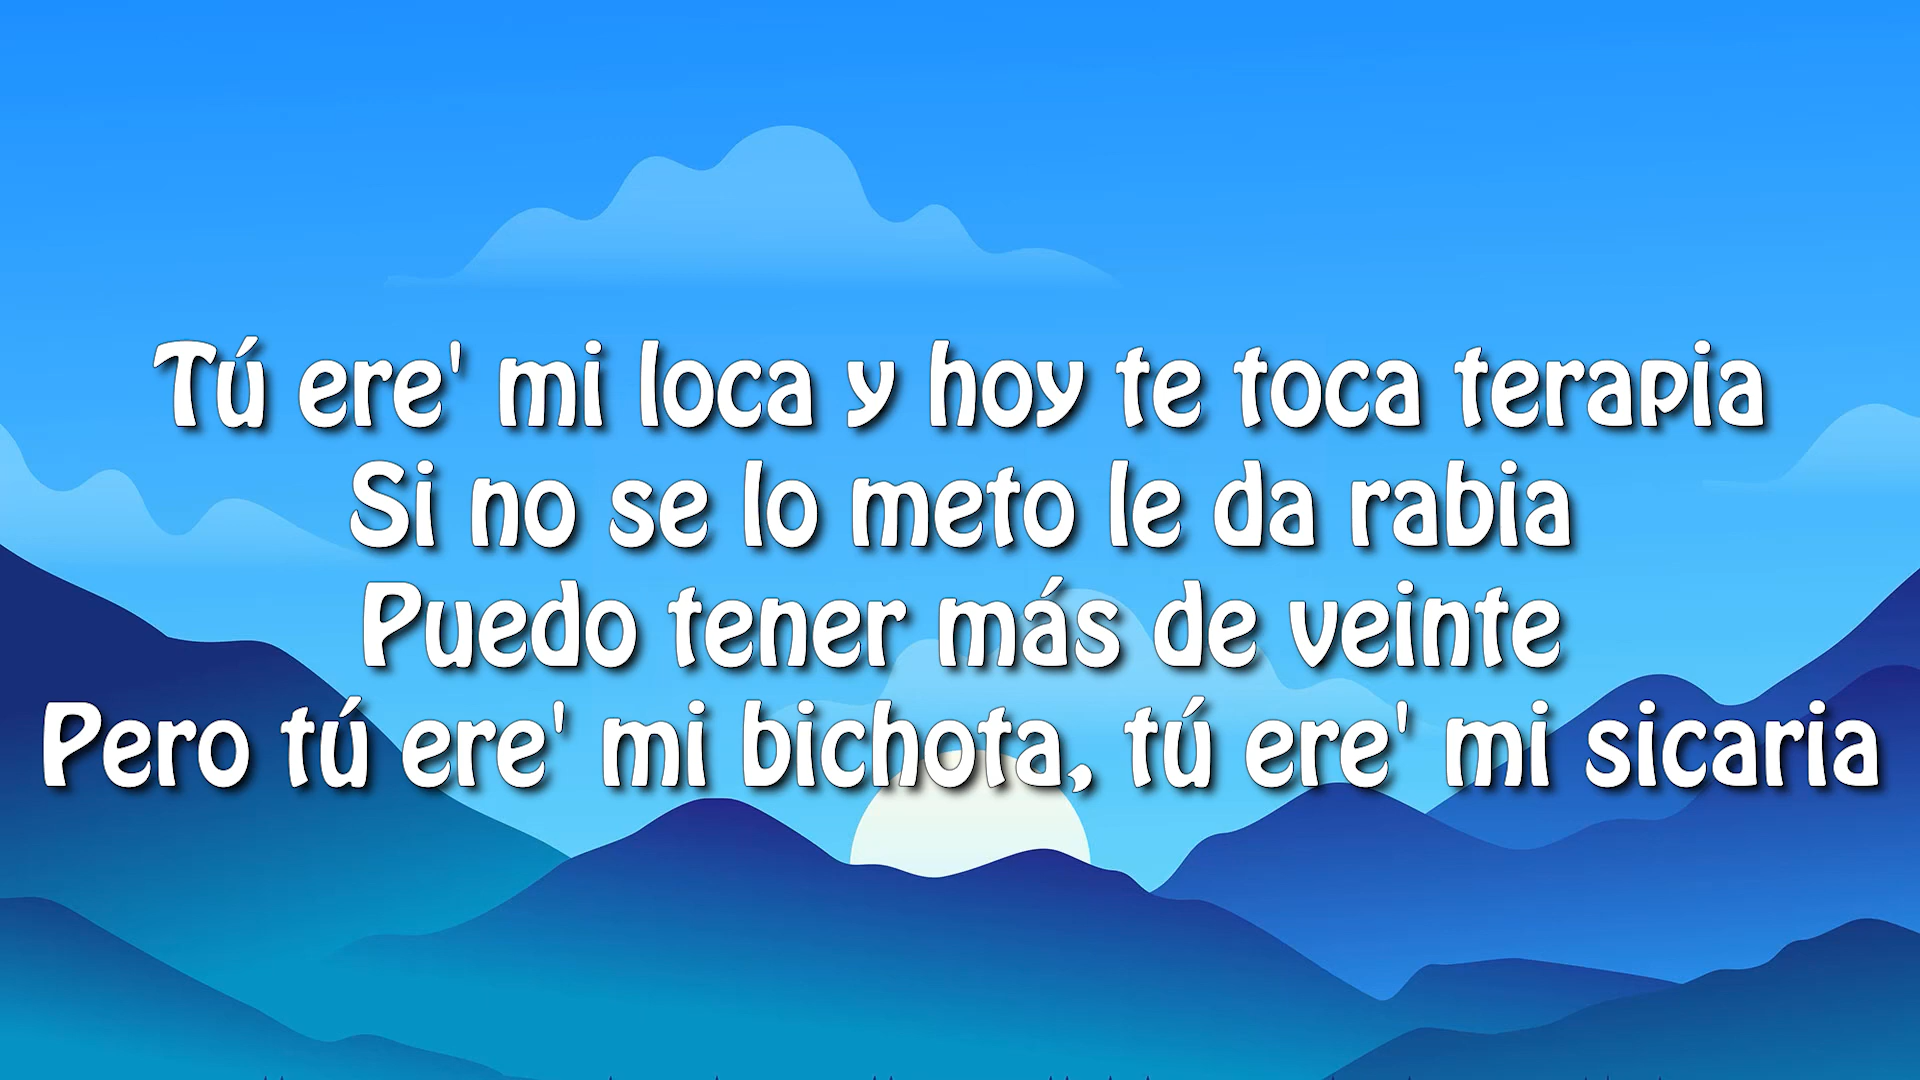 Tú ere' mi loca y hoy te toca terapia
Si no se lo meto le da rabia
Puedo tener más de veinte
Pero tú ere' mi bichota, tú ere' mi sicaria